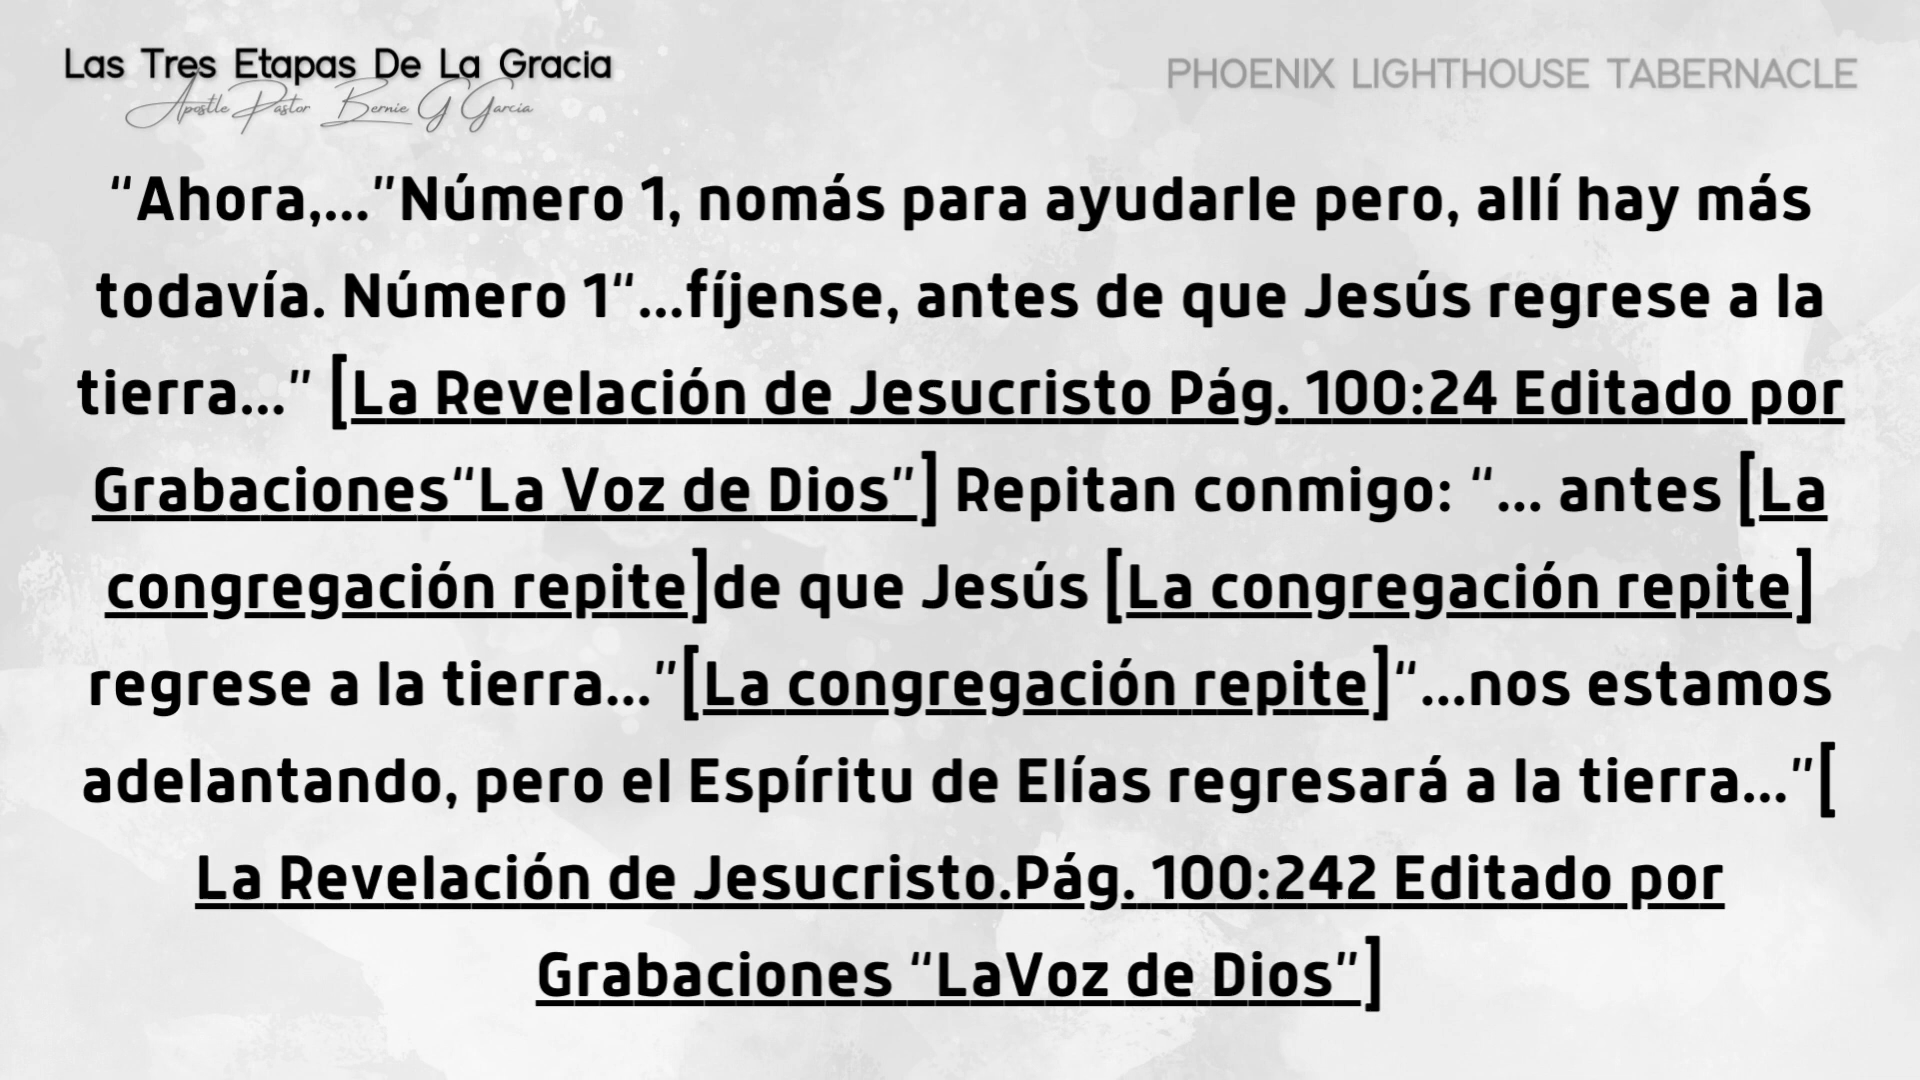 Las Tres Etapas De La Gracia
Apostle Pastor Bernie G Garcia
PHOENIX LIGHTHOUSE TABERNACLE
“Ahora,...”Número 1, nomás para ayudarle pero, allí hay más
todavía. Número 1“...fíjense, antes de que Jesús regrese a la
tierra...” [La Revelación de Jesucristo Pág. 100:24 Editado por
Grabaciones“La Voz de Dios”] Repitan conmigo: “... antes [La
congregación repite]de que Jesús [La congregación repite]
regrese a la tierra...”[La congregación repite]“...nos estamos
adelantando, pero el Espíritu de Elías regresará a la tierra...”[
La Revelación de Jesucristo.Pág. 100:242 Editado por
Grabaciones “LaVoz de Dios”]